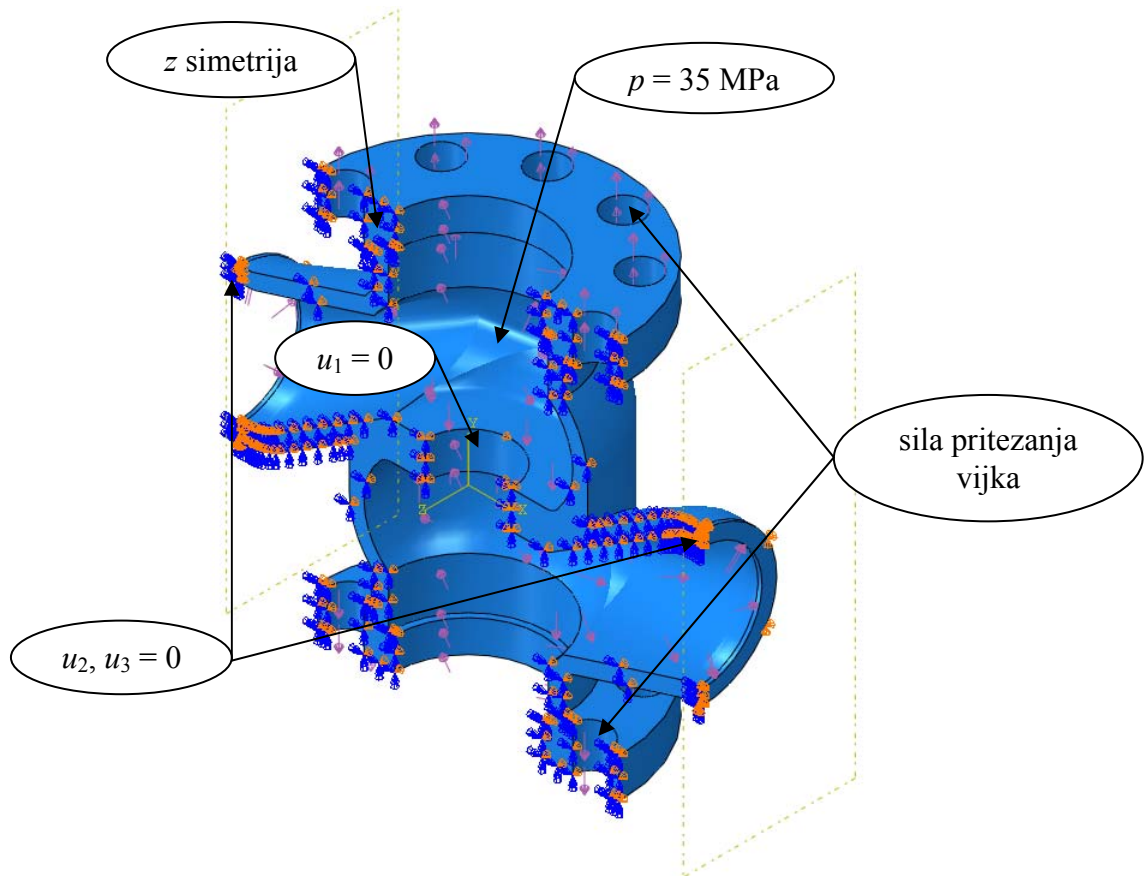 z simetrija
p = 35 MPa
u₁ = 0
sila pritezanja
vijka
u₂, u₃ = 0
Y
Z
X